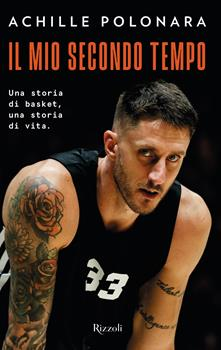 ACHILLE POLONARA
IL MIO SECONDO TEMPO
Una storia
di basket,
una storia
di vita.
33
Rizzoli